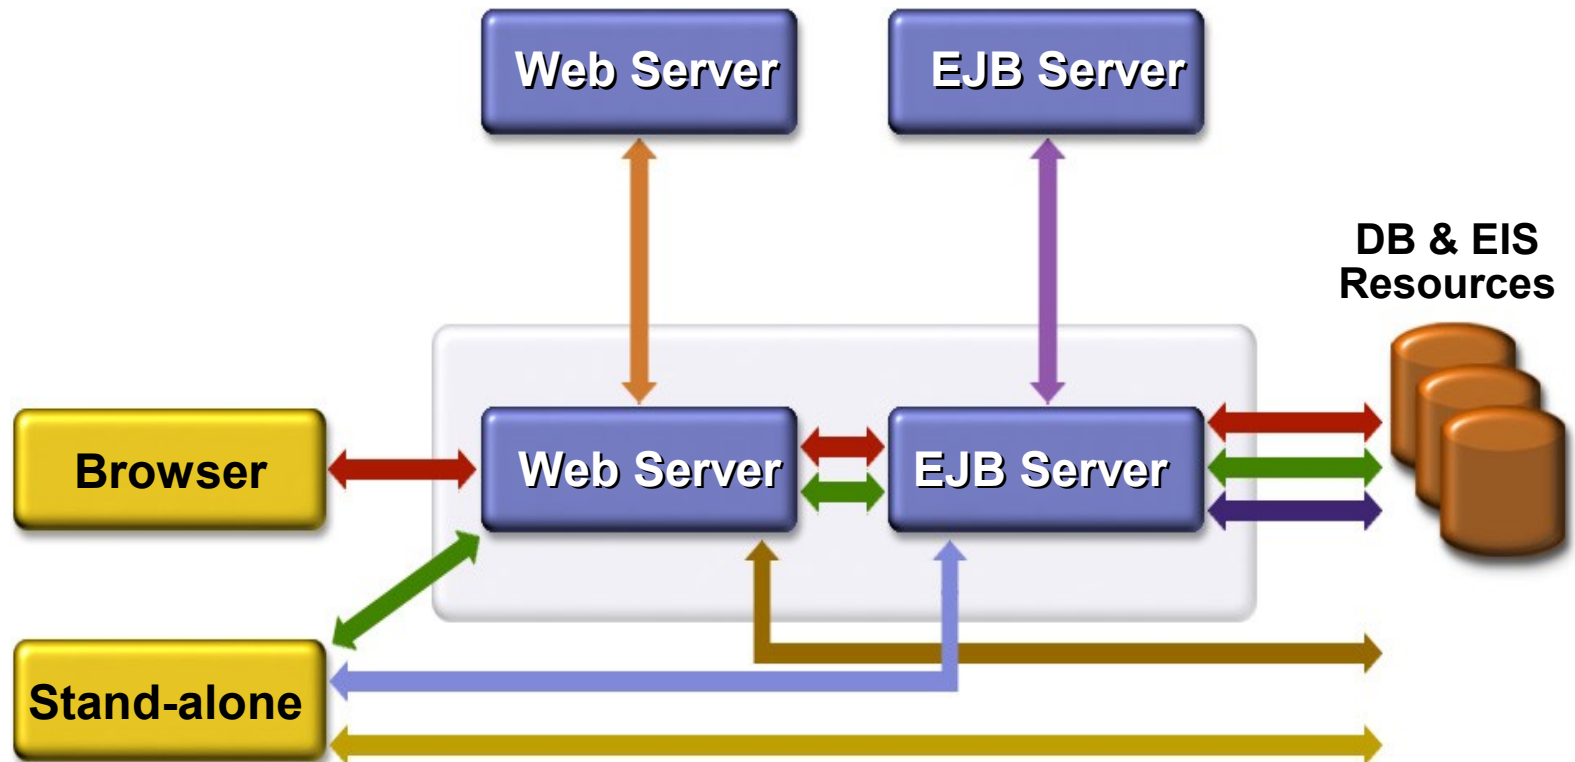 Web Server
EJB Server
DB & EIS
Resources
Browser
Web Server
EJB Server
Stand-alone